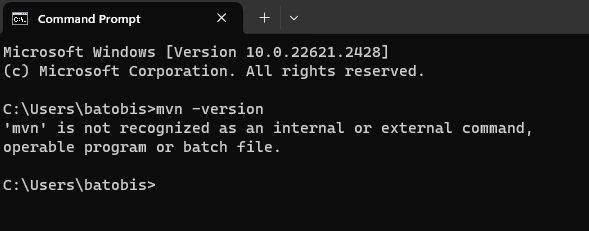 Command Prompt
Microsoft Windows [Version 10.0.22621.2428]
(c) Microsoft Corporation. All rights reserved.
C:\Users\batobis>mvn -version
'mvn' is not recognized as an internal or external command,
operable program or batch file.
C:\Users\batobis>